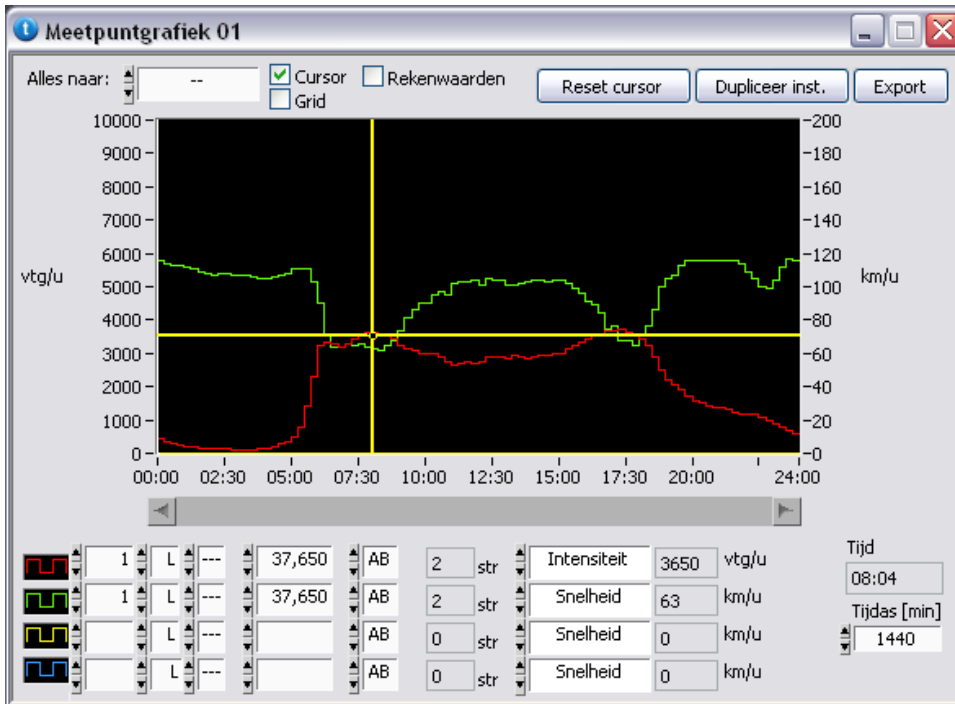 Meetpuntgrafiek 01
Alles naar: -- Cursor Rekenwaarden Reset cursor Dupliceer inst. Export
Grid
10000 200
9000 180
8000 160
7000 140
6000 120
vtg/u km/u
5000 100
4000 80
3000 60
2000 40
1000 20
0 0
00:00 02:30 05:00 07:30 10:00 12:30 15:00 17:30 20:00 24:00
1 L --- 37,650 AB 2 str Intensiteit 3650 vtg/u
1 L --- 37,650 AB 2 str Snelheid 63 km/u
L --- AB 0 str Snelheid 0 km/u
L --- AB 0 str Snelheid 0 km/u
Tijd
08:04
Tijdas [min]
1440